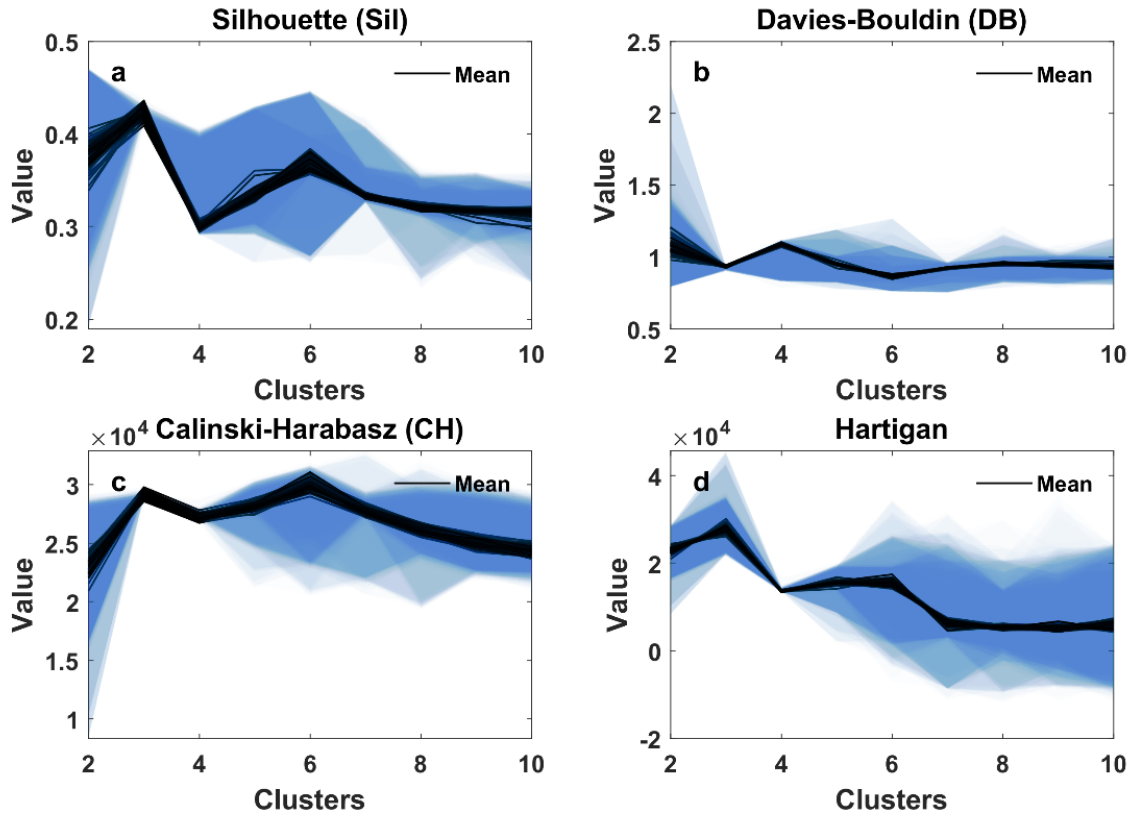 Silhouette (Sil)
a
Mean
0.5
0.4
0.3
0.2
Value
2 4 6 8 10
Clusters
Davies-Bouldin (DB)
b
Mean
2.5
2
1.5
1
0.5
Value
2 4 6 8 10
Clusters
× 10⁴ Calinski-Harabasz (CH)
c
Mean
3
2.5
2
1.5
1
Value
2 4 6 8 10
Clusters
× 10⁴ Hartigan
d
Mean
4
2
0
-2
Value
2 4 6 8 10
Clusters